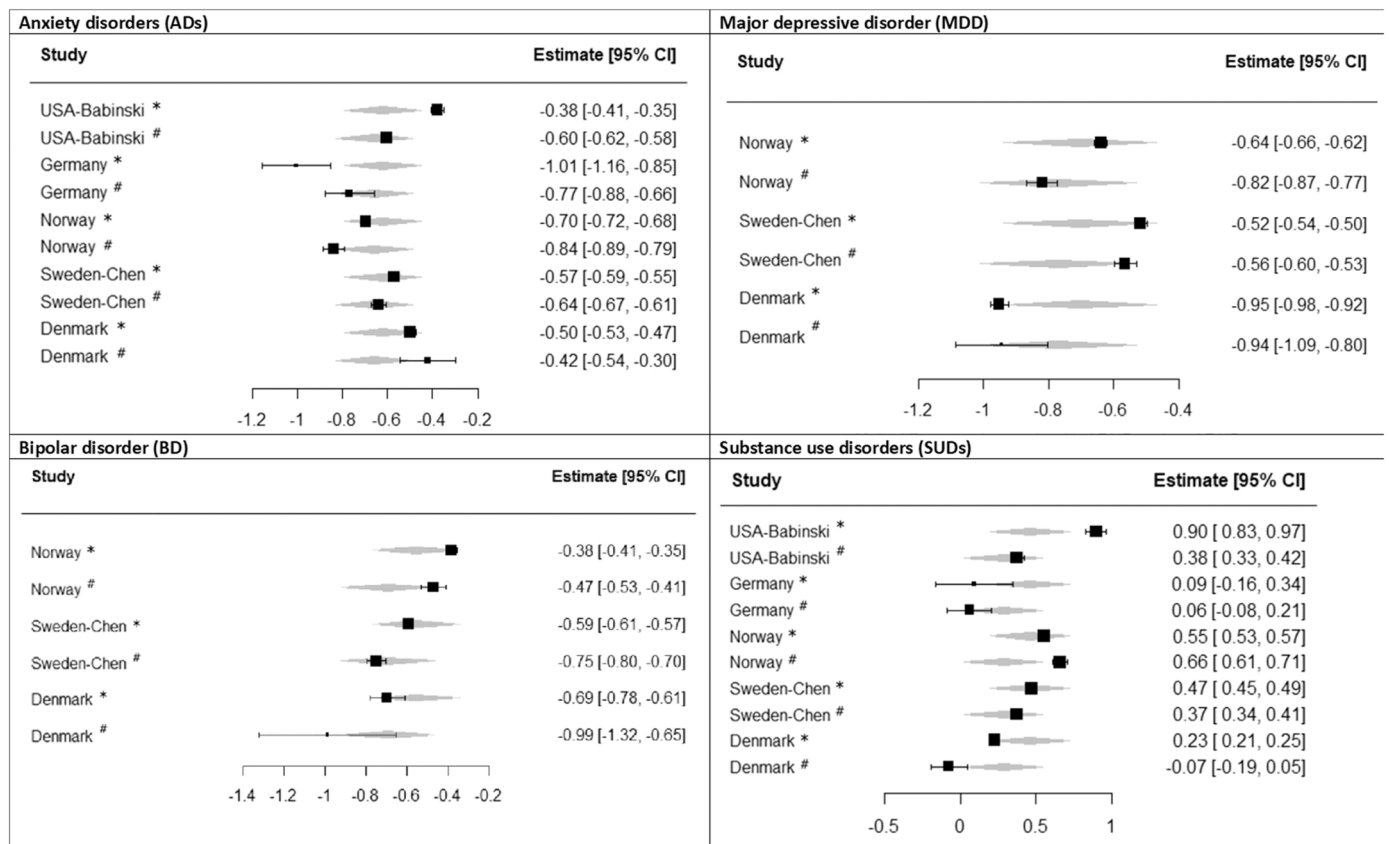 Anxiety disorders (ADs)
Study Estimate [95% CI]
USA-Babinski * -0.38 [-0.41, -0.35]
USA-Babinski # -0.60 [-0.62, -0.58]
Germany * -1.01 [-1.16, -0.85]
Germany # -0.77 [-0.88, -0.66]
Norway * -0.70 [-0.72, -0.68]
Norway # -0.84 [-0.89, -0.79]
Sweden-Chen * -0.57 [-0.59, -0.55]
Sweden-Chen # -0.64 [-0.67, -0.61]
Denmark * -0.50 [-0.53, -0.47]
Denmark # -0.42 [-0.54, -0.30]
-1.2 -1 -0.8 -0.6 -0.4 -0.2
Major depressive disorder (MDD)
Study Estimate [95% CI]
Norway * -0.64 [-0.66, -0.62]
Norway # -0.82 [-0.87, -0.77]
Sweden-Chen * -0.52 [-0.54, -0.50]
Sweden-Chen # -0.56 [-0.60, -0.53]
Denmark * -0.95 [-0.98, -0.92]
Denmark # -0.94 [-1.09, -0.80]
-1.2 -1 -0.8 -0.6 -0.4
Bipolar disorder (BD)
Study Estimate [95% CI]
Norway * -0.38 [-0.41, -0.35]
Norway # -0.47 [-0.53, -0.41]
Sweden-Chen * -0.59 [-0.61, -0.57]
Sweden-Chen # -0.75 [-0.80, -0.70]
Denmark * -0.69 [-0.78, -0.61]
Denmark # -0.99 [-1.32, -0.65]
-1.4 -1.2 -1 -0.8 -0.6 -0.4 -0.2
Substance use disorders (SUDs)
Study Estimate [95% CI]
USA-Babinski * 0.90 [ 0.83, 0.97]
USA-Babinski # 0.38 [ 0.33, 0.42]
Germany * 0.09 [-0.16, 0.34]
Germany # 0.06 [-0.08, 0.21]
Norway * 0.55 [ 0.53, 0.57]
Norway # 0.66 [ 0.61, 0.71]
Sweden-Chen * 0.47 [ 0.45, 0.49]
Sweden-Chen # 0.37 [ 0.34, 0.41]
Denmark * 0.23 [ 0.21, 0.25]
Denmark # -0.07 [-0.19, 0.05]
-0.5 0 0.5 1